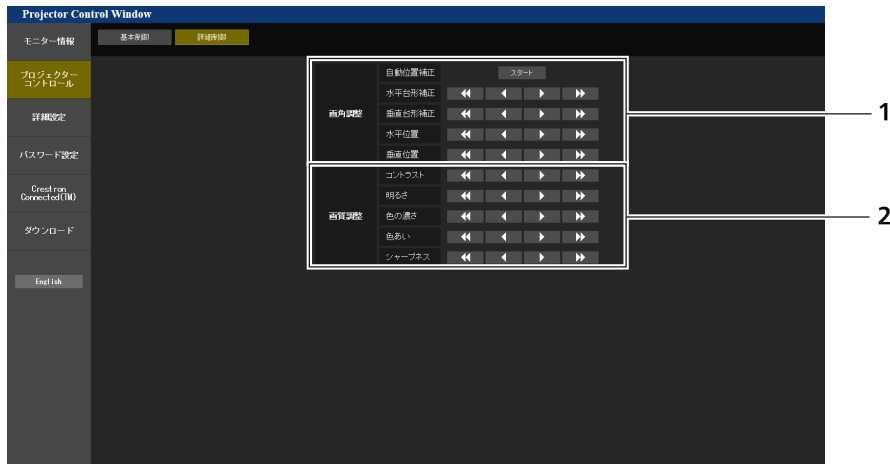 Projector Control Window
モニター情報
プロジェクター
コントロール
詳細設定
パスワード設定
Crestron
Connected(TM)
ダウンロード
English
基本制御
詳細制御
画角調整
自動位置補正
スタート
水平台形補正
垂直台形補正
水平位置
垂直位置
画質調整
コントラスト
明るさ
色の濃さ
色あい
シャープネス
1
2